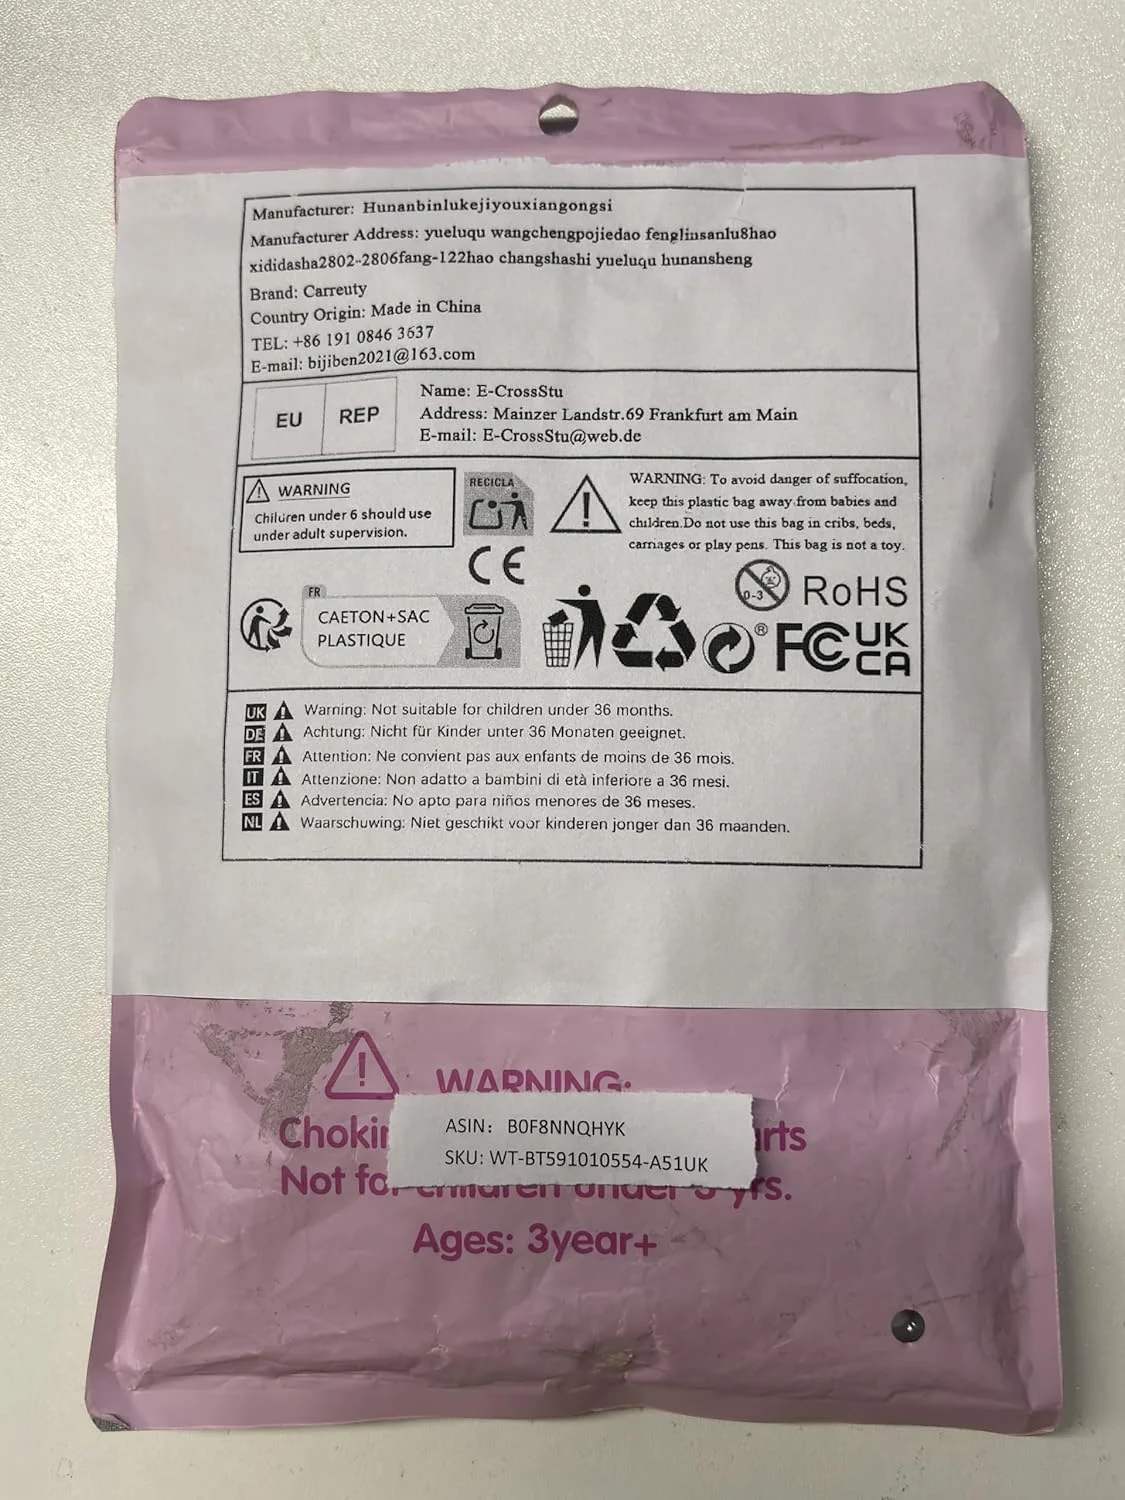 Manufacturer: Hunanbinlukejiyouxiangongsi
Manufacturer Address: yueluqu wangchengpojiedao fengliusanlu8hao
xididasha2802-2806fang-122hao changshashi yueluqu hunansheng
Brand: Carreuty
Country Origin: Made in China
TEL: +86 191 0846 3637
E-mail: bijiben2021@163.com
EU REP
Name: E-CrossStu
Address: Mainzer Landstr.69 Frankfurt am Main
E-mail: E-CrossStu@web.de
WARNING
Children under 6 should use
under adult supervision.
RECICLA
CE
WARNING: To avoid danger of suffocation,
keep this plastic bag away from babies and
children.Do not use this bag in cribs, beds,
carriages or play pens. This bag is not a toy.
0-3
RoHS
FR
CAETON+SAC
PLASTIQUE
®
FC
UK
CA
UK Warning: Not suitable for children under 36 months.
DE Achtung: Nicht für Kinder unter 36 Monaten geeignet.
FR Attention: Ne convient pas aux enfants de moins de 36 mois.
IT Attenzione: Non adatto a bambini di età inferiore a 36 mesi.
ES Advertencia: No apto para niños menores de 36 meses.
NL Waarschuwing: Niet geschikt voor kinderen jonger dan 36 maanden.
WARNING:
ASIN: B0F8NNQHYK
SKU: WT-BT591010554-A51UK
Not for children under 3 yrs.
Ages: 3year+